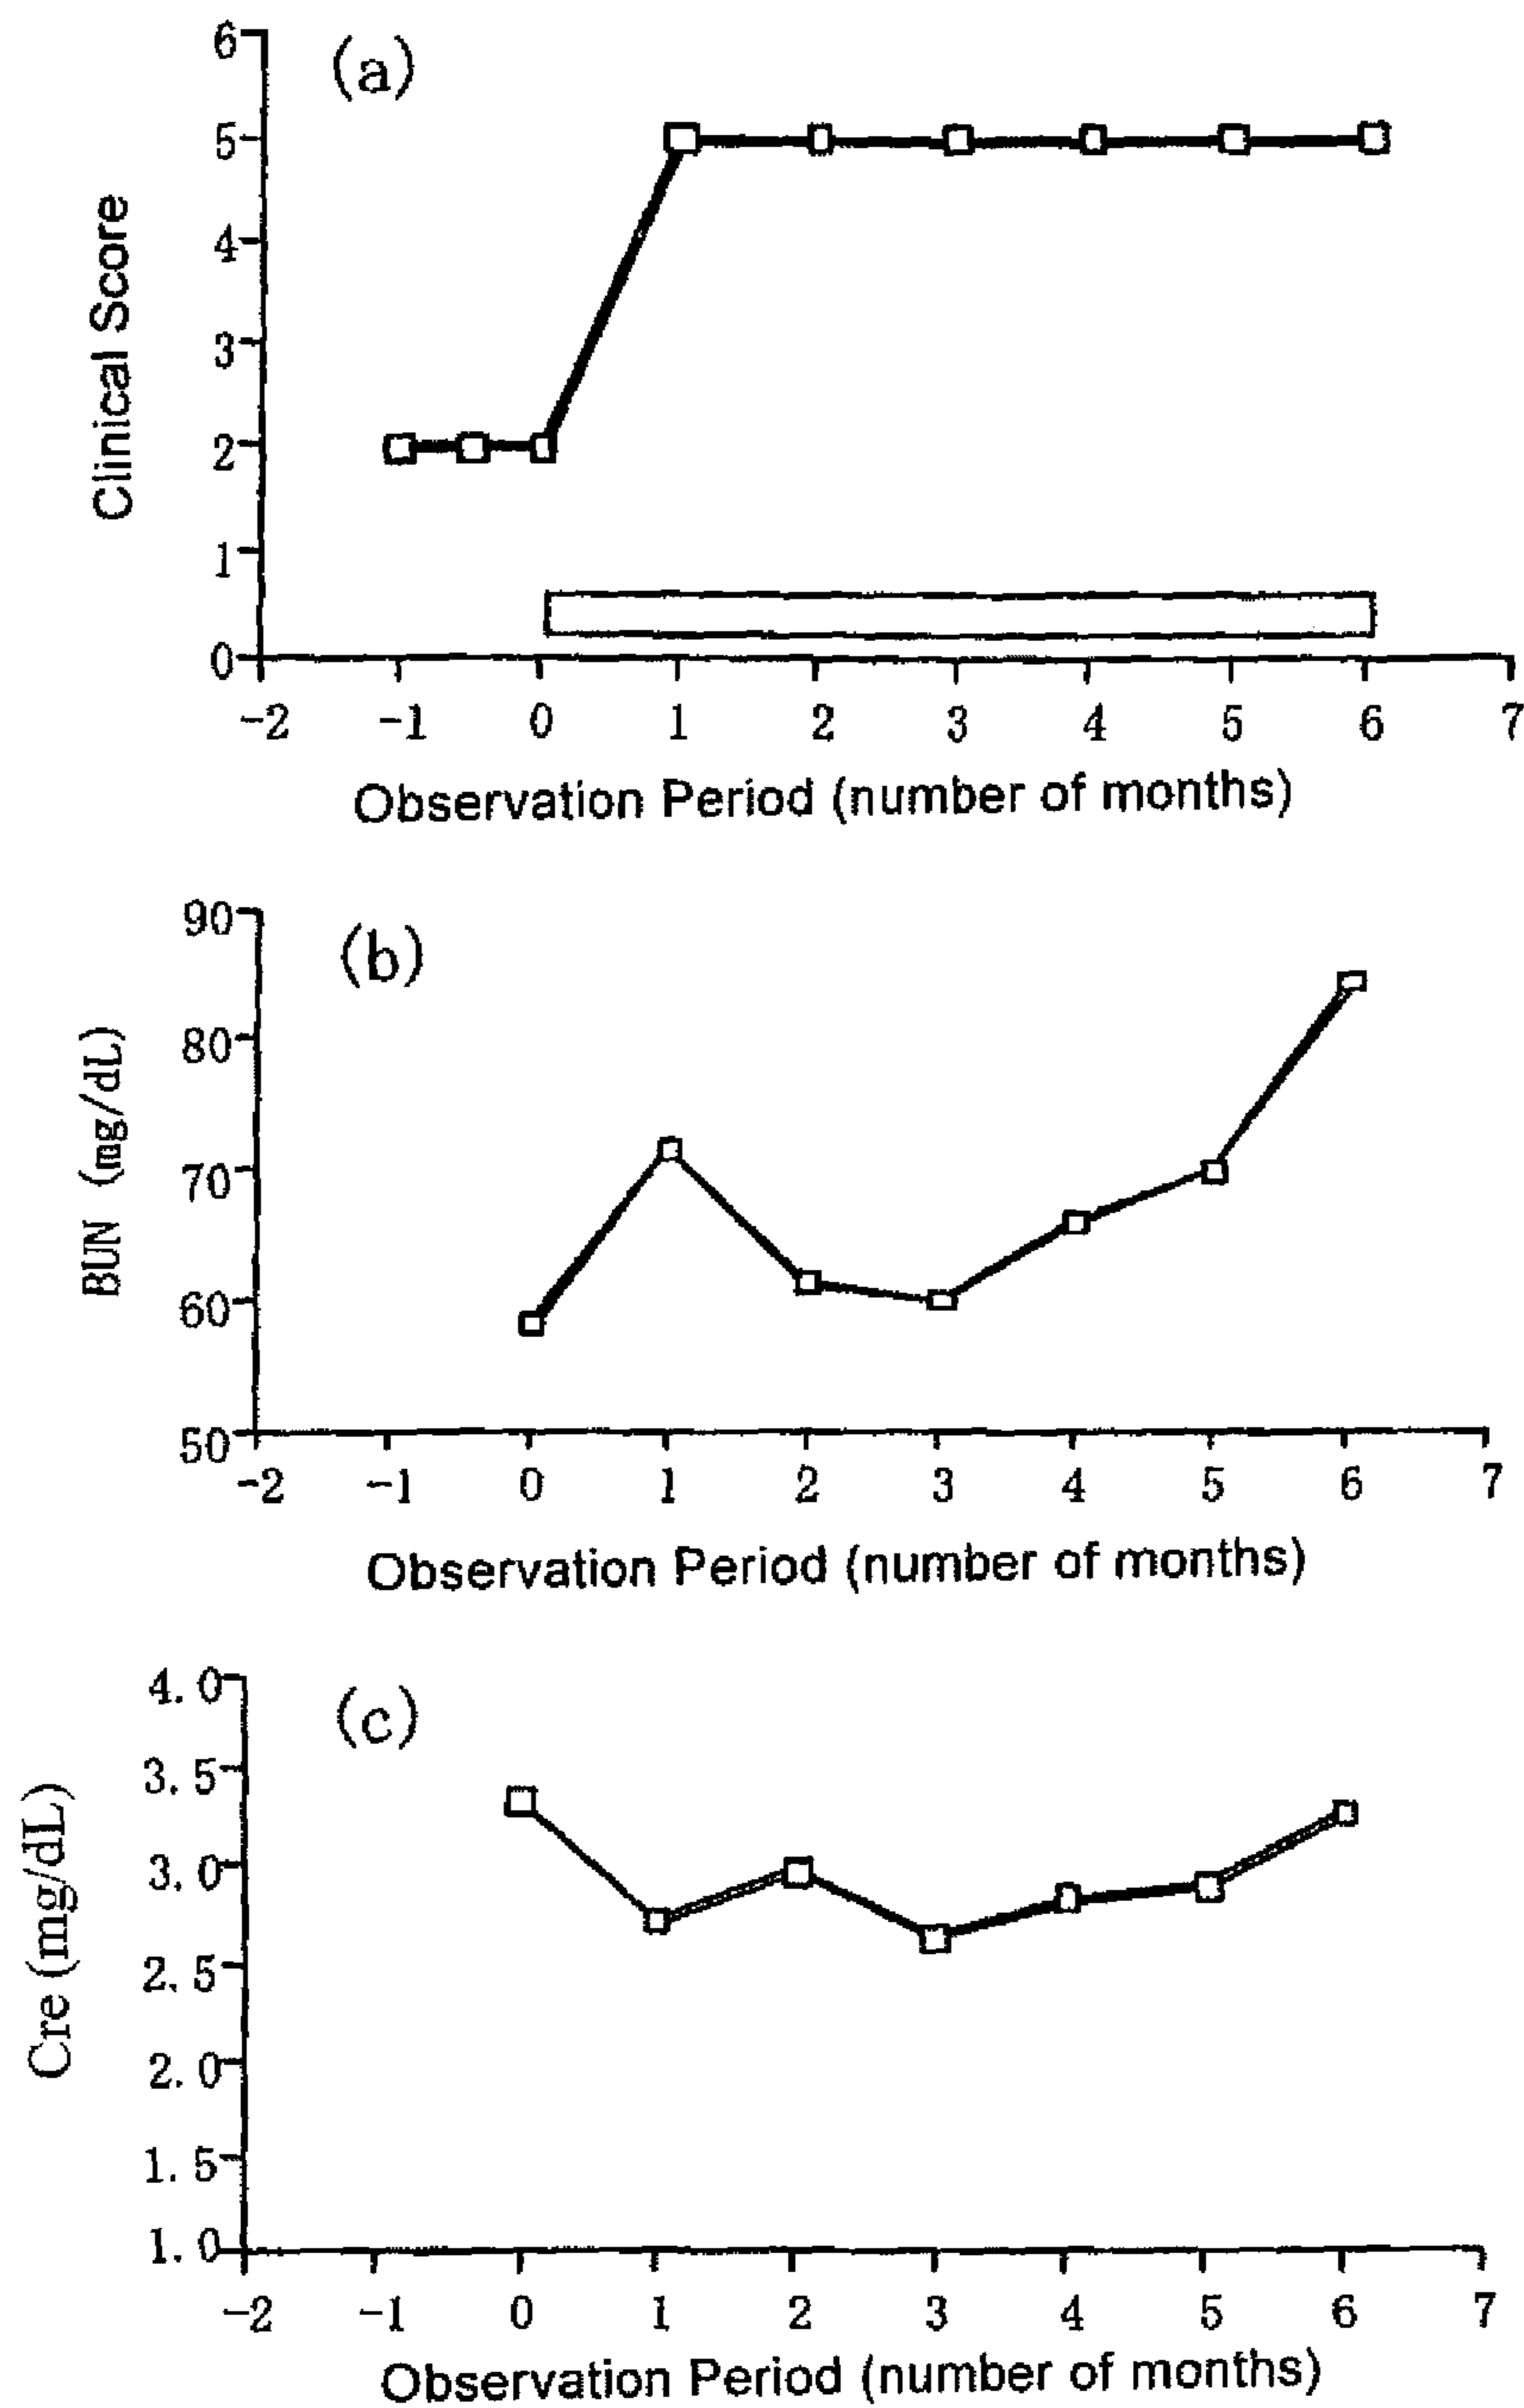 (a)
Clinical Score
6
5
4
3
2
1
0
-2 -1 0 1 2 3 4 5 6 7
Observation Period (number of months)
(b)
BUN (mg/dL)
90
80
70
60
50
-2 -1 0 1 2 3 4 5 6 7
Observation Period (number of months)
(c)
Cre (mg/dL)
4.0
3.5
3.0
2.5
2.0
1.5
1.0
-2 -1 0 1 2 3 4 5 6 7
Observation Period (number of months)